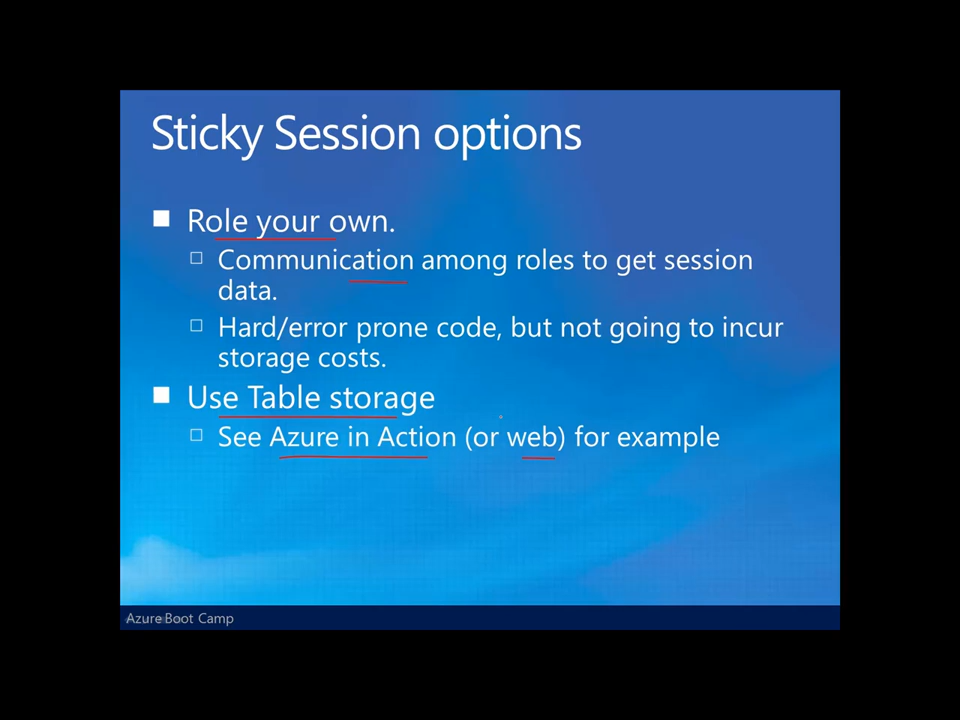 Sticky Session options
Role your own.
Communication among roles to get session
data.
Hard/error prone code, but not going to incur
storage costs.
Use Table storage
See Azure in Action (or web) for example
Azure Boot Camp